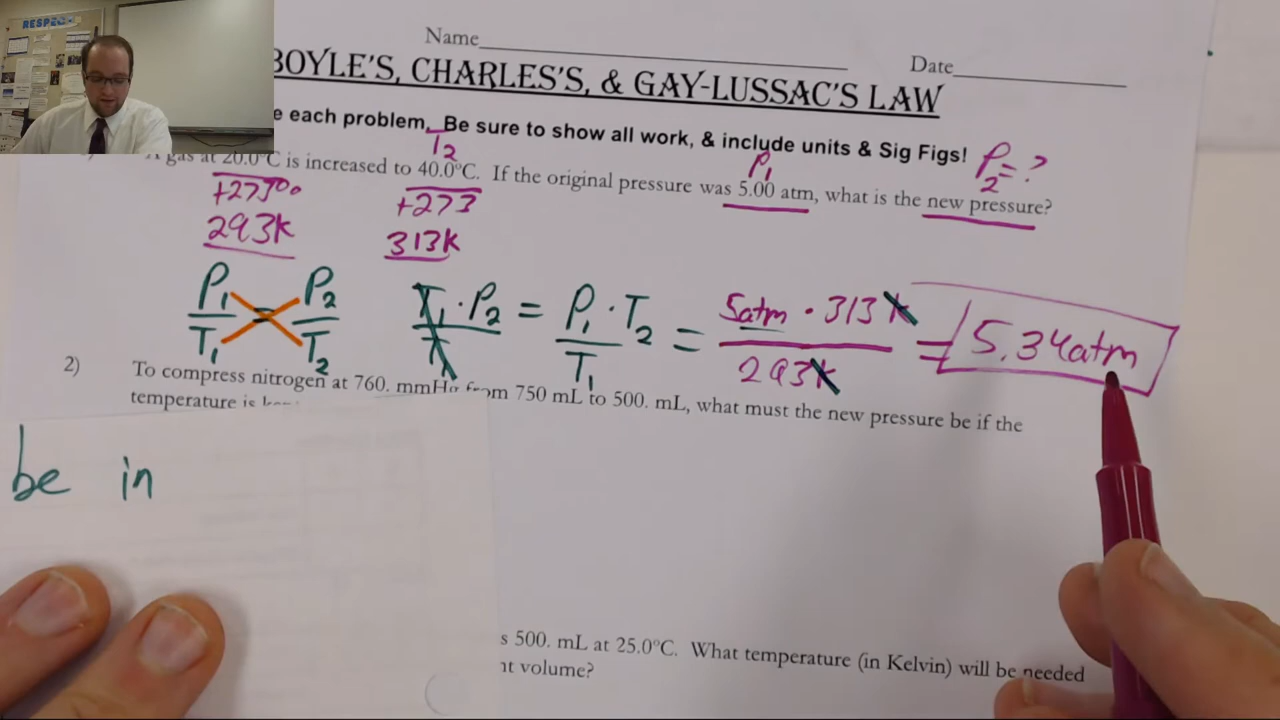 RESPEC
Name
Date
BOYLE'S, CHARLES'S, & GAY-LUSSAC'S LAW
e each problem. Be sure to show all work, & include units & Sig Figs!
T2 P1 P2 = ?
A gas at 20.0°C is increased to 40.0°C. If the original pressure was 5.00 atm, what is the new pressure?
+273 +273
293K 313K
P1/T1 = P2/T2 T1·P2/T1 = P1·T2/T1 = 5atm · 313K/293K = 5.34atm
2) To compress nitrogen at 760. mmHg from 750 mL to 500. mL, what must the new pressure be if the
temperature is
be in
s 500. mL at 25.0°C. What temperature (in Kelvin) will be needed
nt volume?